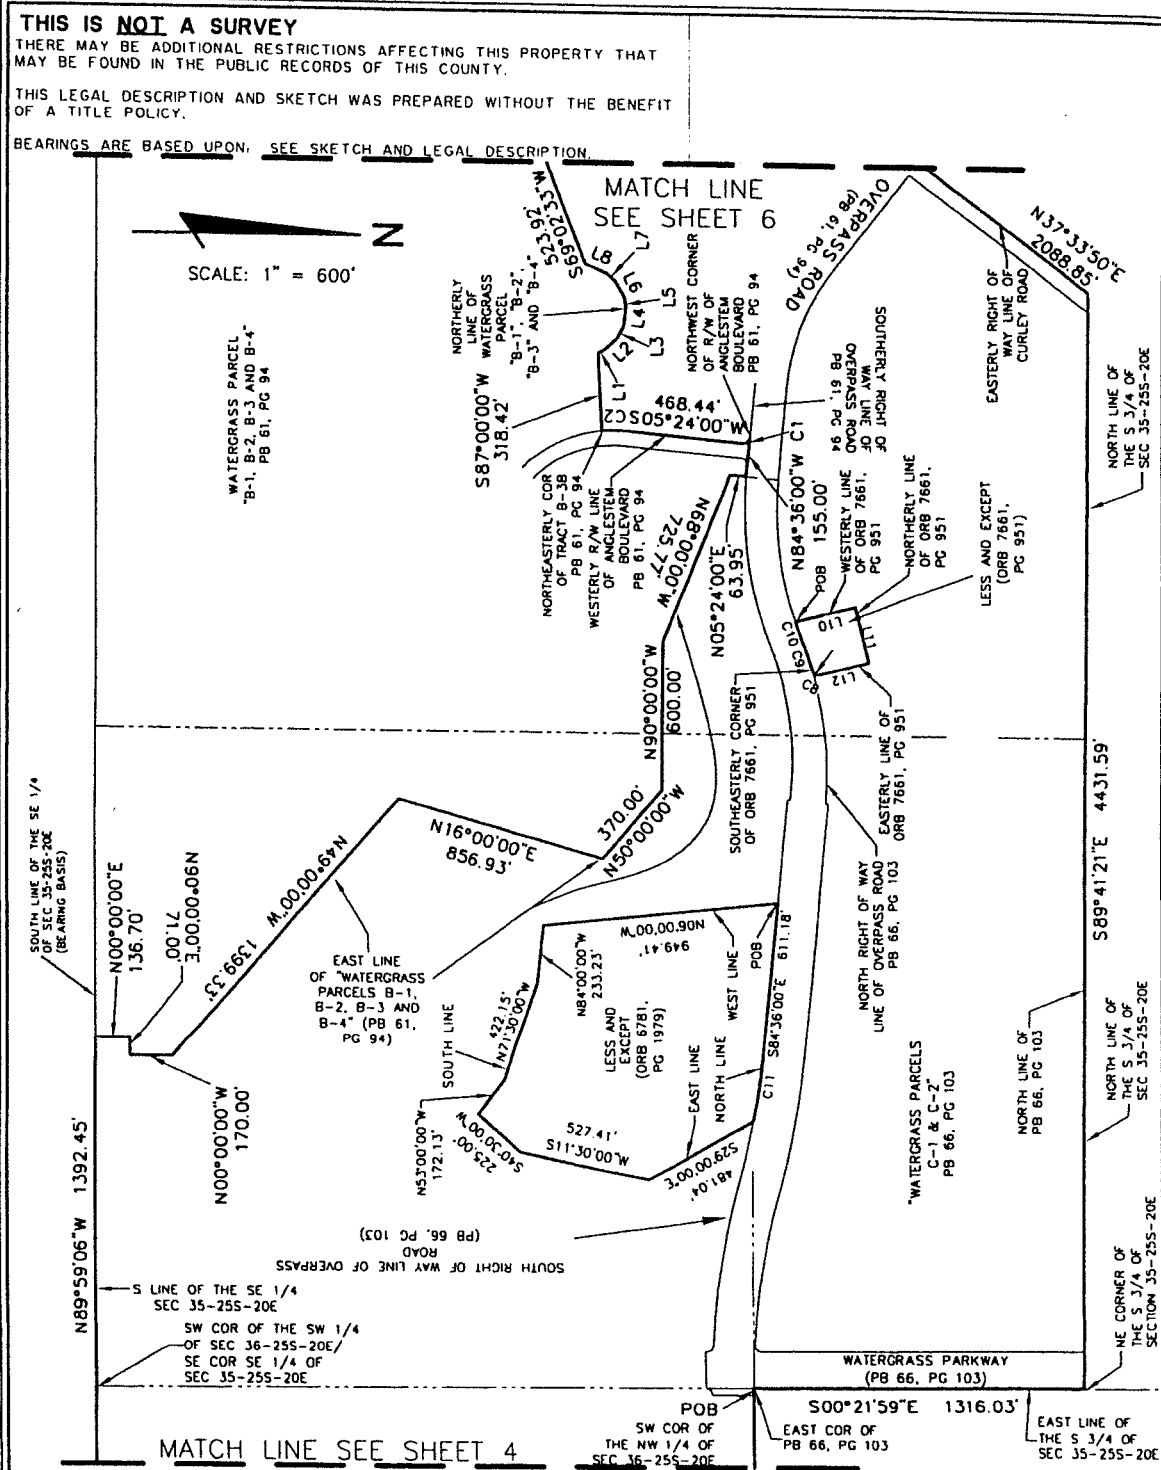 THIS IS NOT A SURVEY
THERE MAY BE ADDITIONAL RESTRICTIONS AFFECTING THIS PROPERTY THAT
MAY BE FOUND IN THE PUBLIC RECORDS OF THIS COUNTY.
THIS LEGAL DESCRIPTION AND SKETCH WAS PREPARED WITHOUT THE BENEFIT
OF A TITLE POLICY.
BEARINGS ARE BASED UPON: SEE SKETCH AND LEGAL DESCRIPTION.
MATCH LINE
SEE SHEET 6
N
SCALE: 1" = 600'
S69°02'33"W
523.92'
L8
L7
L6
L5
L4
L3
L2
L1
NORTHERLY
LINE OF
WATERGRASS
PARCEL
"B-1", "B-2",
"B-3" AND "B-4"
WATERGRASS PARCEL
"B-1, B-2, B-3 AND B-4"
PB 61, PG 94
S87°00'00"W
318.42'
C2
468.44'
S05°24'00"W
NORTHWEST CORNER
OF R/W OF
ANGLESTEM
BOULEVARD
PB 61, PG 94
OVERPASS ROAD
(PB 61, PG 94)
SOUTHERLY RIGHT OF
WAY LINE OF
OVERPASS ROAD
PB 61, PG 94
N37°33'50"E
2088.85'
EASTERLY RIGHT OF
WAY LINE OF
CURLEY ROAD
NORTH LINE OF
THE S 3/4 OF
SEC 35-25S-20E
C1
N84°36'00"W
155.00'
NORTHEASTERLY COR
OF TRACT B-3B
PB 61, PG 94
WESTERLY R/W LINE
OF ANGLESTEM
BOULEVARD
PB 61, PG 94
N68°00'00"W
725.77'
N05°24'00"E
63.95'
POB
WESTERLY LINE
OF ORB 7661,
PG 951
NORTHERLY LINE
OF ORB 7661,
PG 951
LESS AND EXCEPT
(ORB 7661,
PG 951)
L10
L11
L12
C10
C9
C8
SOUTHEASTERLY CORNER
OF ORB 7661, PG 951
EASTERLY LINE OF
ORB 7661, PG 951
N90°00'00"W
600.00'
370.00'
N50°00'00"W
N16°00'00"E
856.93'
N49°00'00"W
1399.33'
SOUTH LINE OF THE SE 1/4
OF SEC 35-25S-20E
(BEARING BASIS)
N00°00'00"E
136.70'
N90°00'00"E
71.00'
N00°00'00"W
170.00'
EAST LINE
OF "WATERGRASS
PARCELS B-1,
B-2, B-3 AND
B-4" (PB 61,
PG 94)
SOUTH LINE
N53°00'00"W
172.13'
422.15'
N71°30'00"W
N84°00'00"W
233.23'
LESS AND
EXCEPT
(ORB 6781,
PG 1979)
N06°00'00"W
949.41'
WEST LINE
POB
S84°36'00"E 611.18'
C11
EAST LINE
NORTH LINE
S40°30'00"W
225.00'
527.41'
S11°30'00"W
S29°00'00"E
481.04'
NORTH RIGHT OF WAY
LINE OF OVERPASS ROAD
PB 66, PG 103
S89°41'21"E 4431.59'
"WATERGRASS PARCELS
C-1 & C-2"
PB 66, PG 103
NORTH LINE OF
PB 66, PG 103
NORTH LINE OF
THE S 3/4 OF
SEC 35-25S-20E
SOUTH RIGHT OF WAY LINE OF OVERPASS
ROAD
(PB 66, PG 103)
N89°59'06"W 1392.45'
S LINE OF THE SE 1/4
SEC 35-25S-20E
SW COR OF THE SW 1/4
OF SEC 36-25S-20E/
SE COR SE 1/4 OF
SEC 35-25S-20E
NE CORNER OF
THE S 3/4 OF
SECTION 35-25S-20E
WATERGRASS PARKWAY
(PB 66, PG 103)
POB
SW COR OF
THE NW 1/4 OF
SEC 36-25S-20E
S00°21'59"E 1316.03'
EAST COR OF
PB 66, PG 103
EAST LINE OF
THE S 3/4 OF
SEC 35-25S-20E
MATCH LINE SEE SHEET 4